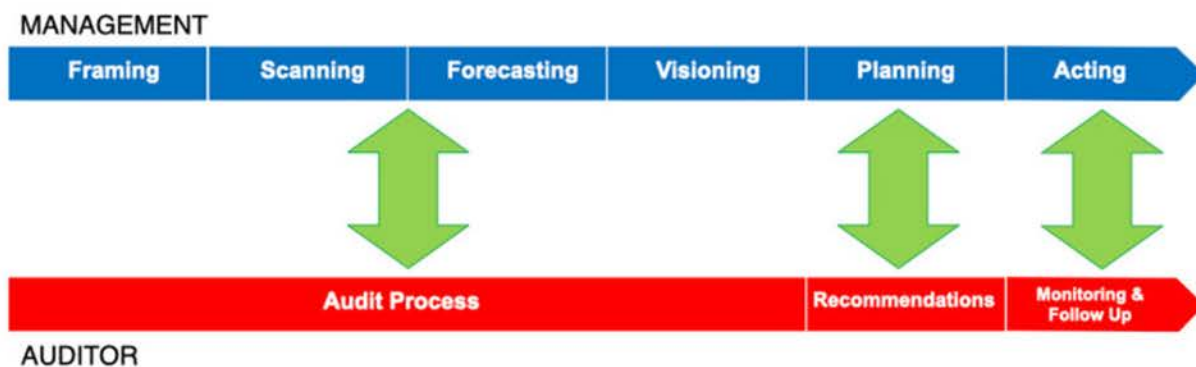 MANAGEMENT
Framing
Scanning
Forecasting
Visioning
Planning
Acting
Audit Process
Recommendations
Monitoring &
Follow Up
AUDITOR